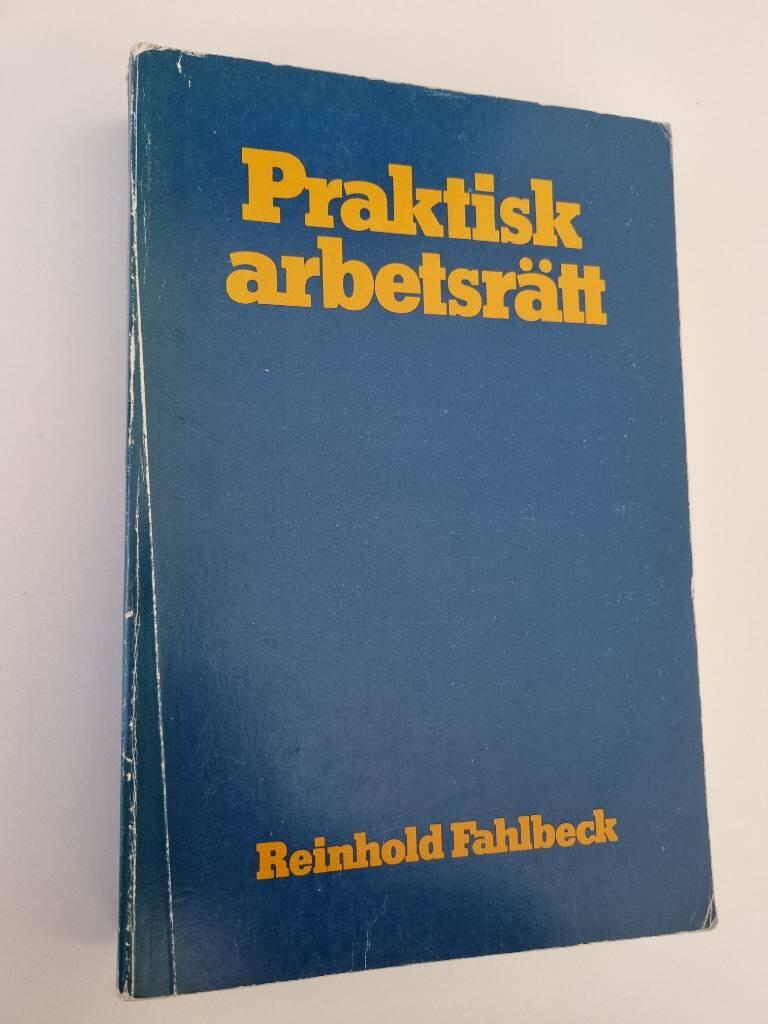 Praktisk
arbetsrätt
Reinhold Fahlbeck